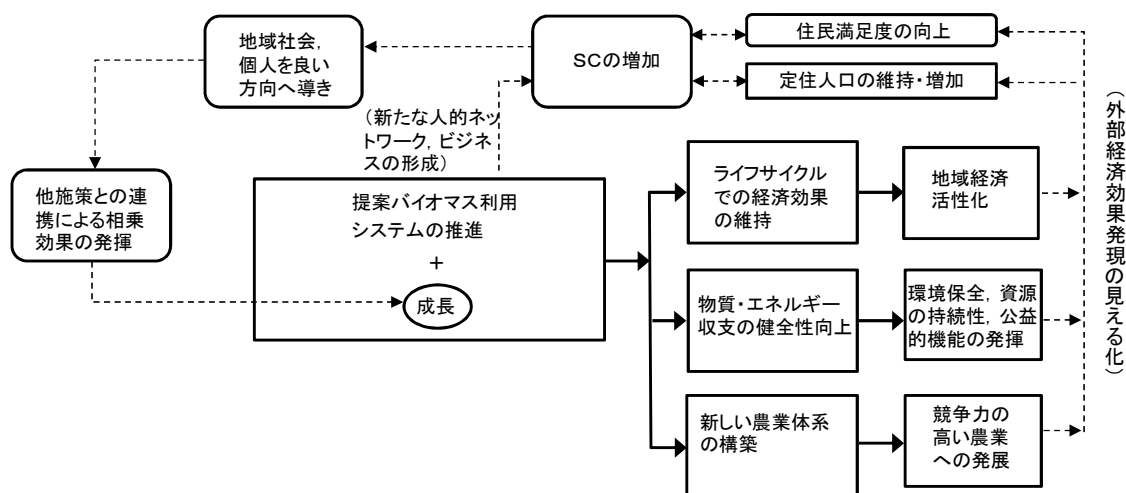 地域社会，
個人を良い
方向へ導き
SCの増加
住民満足度の向上
定住人口の維持・増加
（新たな人的ネッ
トワーク，ビジネ
スの形成）
他施策との連
携による相乗
効果の発揮
提案バイオマス利用
システムの推進
+
成長
ライフサイクル
での経済効果
の維持
地域経済
活性化
物質・エネルギー
収支の健全性向上
環境保全，資源
の持続性，公益
的機能の発揮
新しい農業体系
の構築
競争力の
高い農業
への発展
（外部経済効果発現の見える化）